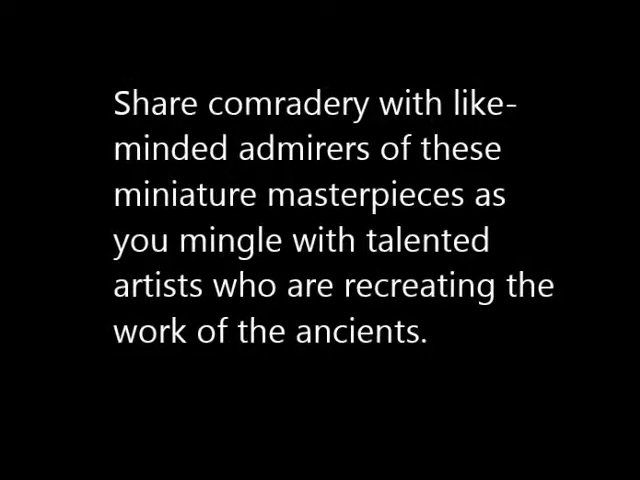 Share comradery with like-
minded admirers of these
miniature masterpieces as
you mingle with talented
artists who are recreating the
work of the ancients.